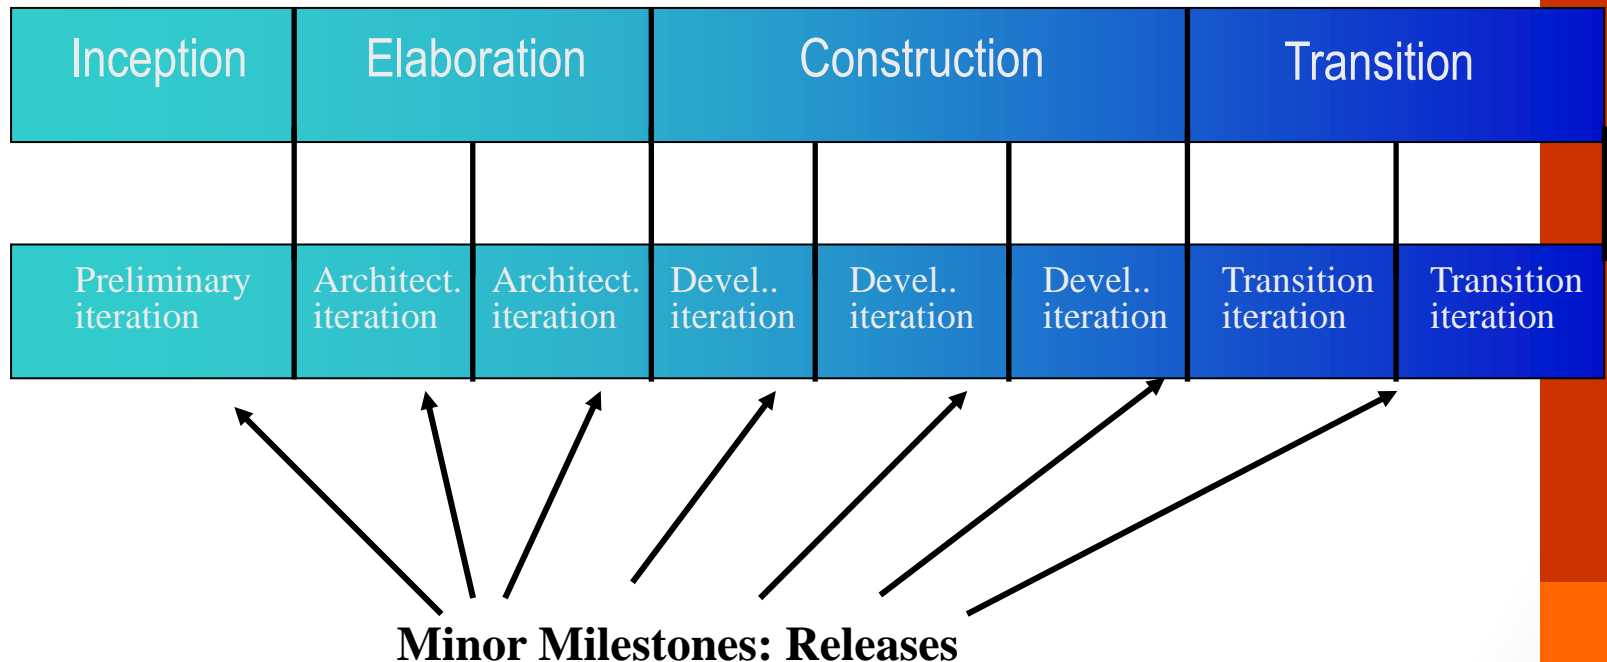 Inception Elaboration Construction Transition
Preliminary Architect. Architect. Devel.. Devel.. Devel.. Transition Transition
iteration iteration iteration iteration iteration iteration iteration iteration
Minor Milestones: Releases